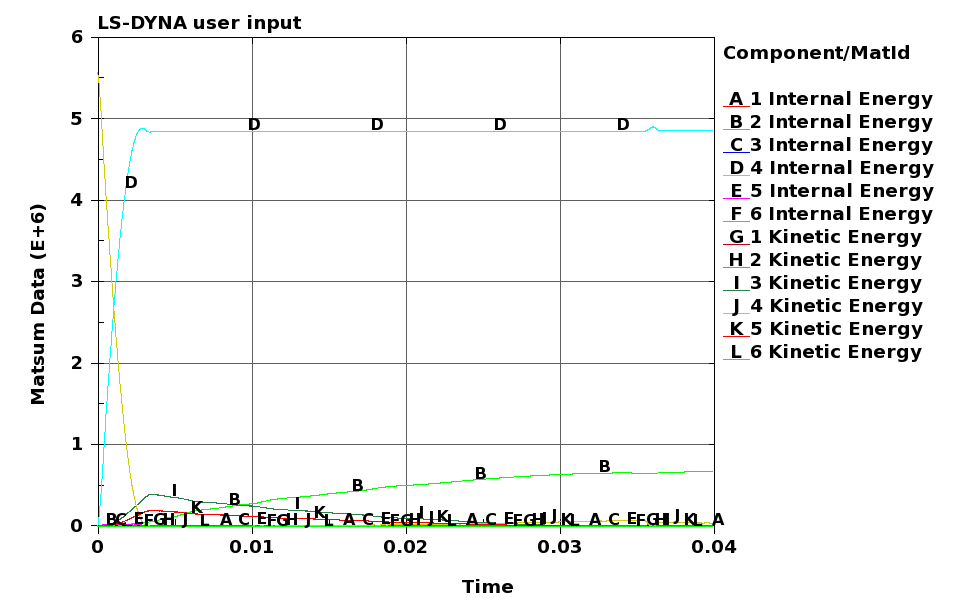 LS-DYNA user input
6
5
4
3
2
1
0
Matsum Data (E+6)
0 0.01 0.02 0.03 0.04
Time
Component/MatId
A 1 Internal Energy
B 2 Internal Energy
C 3 Internal Energy
D 4 Internal Energy
E 5 Internal Energy
F 6 Internal Energy
G 1 Kinetic Energy
H 2 Kinetic Energy
I 3 Kinetic Energy
J 4 Kinetic Energy
K 5 Kinetic Energy
L 6 Kinetic Energy
D D D D
D
B B B B
I I
K K